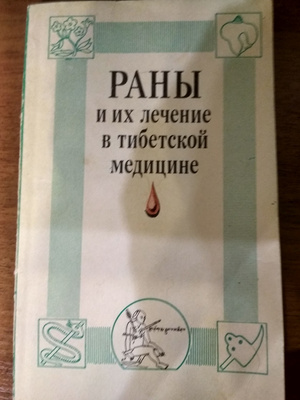 РАНЫ
и их лечение
в тибетской
медицине